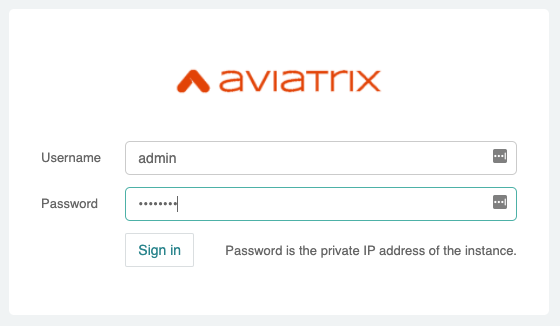 aviatrix
Username
admin
Password
••••••••
Sign in
Password is the private IP address of the instance.